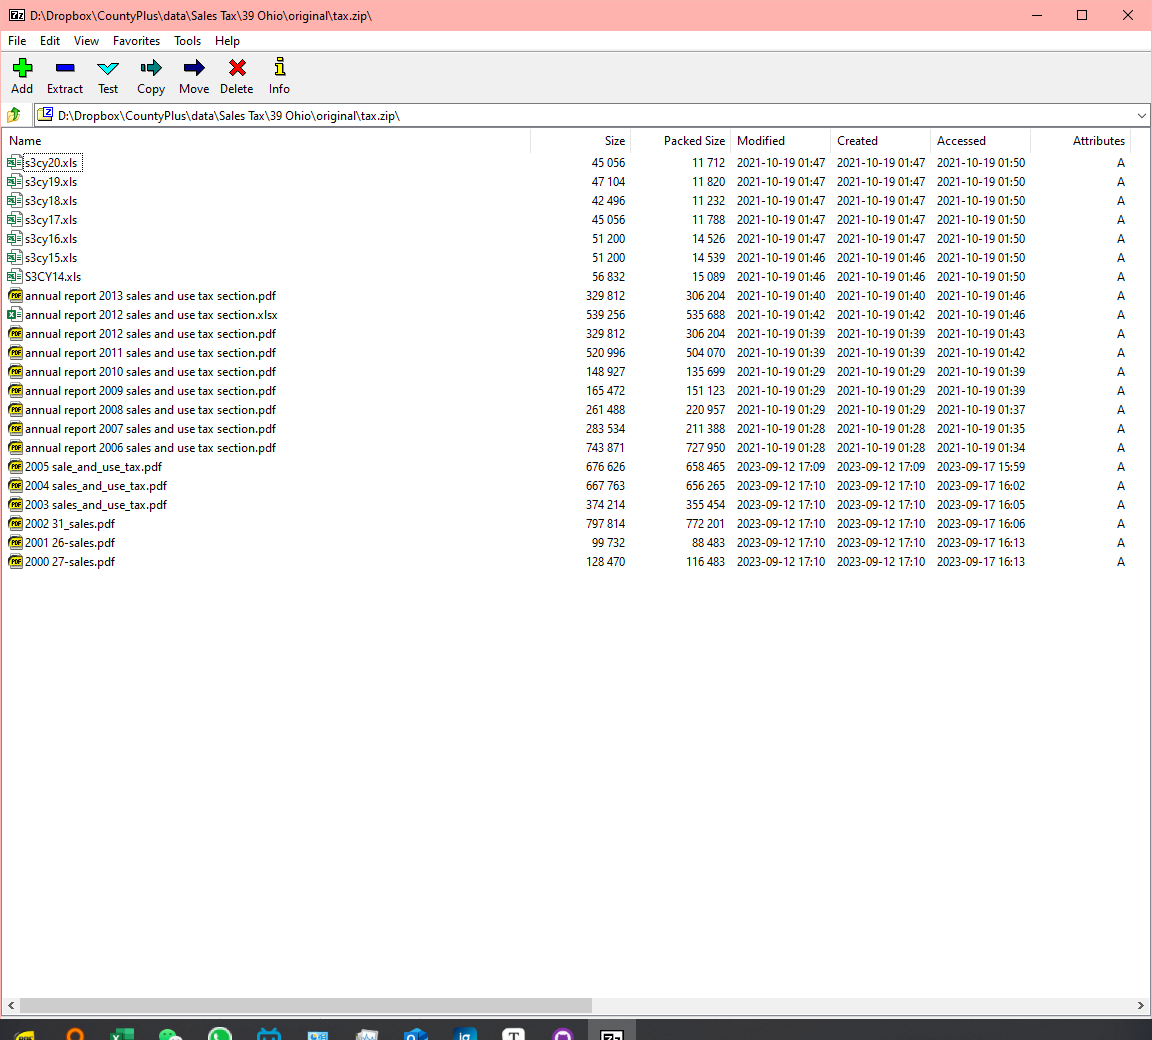 D:\Dropbox\CountyPlus\data\Sales Tax\39 Ohio\original\tax.zip\
File Edit View Favorites Tools Help
Add Extract Test Copy Move Delete Info
D:\Dropbox\CountyPlus\data\Sales Tax\39 Ohio\original\tax.zip\
Name Size Packed Size Modified Created Accessed Attributes
s3cy20.xls 45 056 11 712 2021-10-19 01:47 2021-10-19 01:47 2021-10-19 01:50 A
s3cy19.xls 47 104 11 820 2021-10-19 01:47 2021-10-19 01:47 2021-10-19 01:50 A
s3cy18.xls 42 496 11 232 2021-10-19 01:47 2021-10-19 01:47 2021-10-19 01:50 A
s3cy17.xls 45 056 11 788 2021-10-19 01:47 2021-10-19 01:47 2021-10-19 01:50 A
s3cy16.xls 51 200 14 526 2021-10-19 01:47 2021-10-19 01:47 2021-10-19 01:50 A
s3cy15.xls 51 200 14 539 2021-10-19 01:46 2021-10-19 01:46 2021-10-19 01:50 A
S3CY14.xls 56 832 15 089 2021-10-19 01:46 2021-10-19 01:46 2021-10-19 01:50 A
annual report 2013 sales and use tax section.pdf 329 812 306 204 2021-10-19 01:40 2021-10-19 01:40 2021-10-19 01:46 A
annual report 2012 sales and use tax section.xlsx 539 256 535 688 2021-10-19 01:42 2021-10-19 01:42 2021-10-19 01:46 A
annual report 2012 sales and use tax section.pdf 329 812 306 204 2021-10-19 01:39 2021-10-19 01:39 2021-10-19 01:43 A
annual report 2011 sales and use tax section.pdf 520 996 504 070 2021-10-19 01:39 2021-10-19 01:39 2021-10-19 01:42 A
annual report 2010 sales and use tax section.pdf 148 927 135 699 2021-10-19 01:29 2021-10-19 01:29 2021-10-19 01:39 A
annual report 2009 sales and use tax section.pdf 165 472 151 123 2021-10-19 01:29 2021-10-19 01:29 2021-10-19 01:39 A
annual report 2008 sales and use tax section.pdf 261 488 220 957 2021-10-19 01:29 2021-10-19 01:29 2021-10-19 01:37 A
annual report 2007 sales and use tax section.pdf 283 534 211 388 2021-10-19 01:28 2021-10-19 01:28 2021-10-19 01:35 A
annual report 2006 sales and use tax section.pdf 743 871 727 950 2021-10-19 01:28 2021-10-19 01:28 2021-10-19 01:34 A
2005 sale_and_use_tax.pdf 676 626 658 465 2023-09-12 17:09 2023-09-12 17:09 2023-09-17 15:59 A
2004 sales_and_use_tax.pdf 667 763 656 265 2023-09-12 17:10 2023-09-12 17:10 2023-09-17 16:02 A
2003 sales_and_use_tax.pdf 374 214 355 454 2023-09-12 17:10 2023-09-12 17:10 2023-09-17 16:05 A
2002 31_sales.pdf 797 814 772 201 2023-09-12 17:10 2023-09-12 17:10 2023-09-17 16:06 A
2001 26-sales.pdf 99 732 88 483 2023-09-12 17:10 2023-09-12 17:10 2023-09-17 16:13 A
2000 27-sales.pdf 128 470 116 483 2023-09-12 17:10 2023-09-12 17:10 2023-09-17 16:13 A